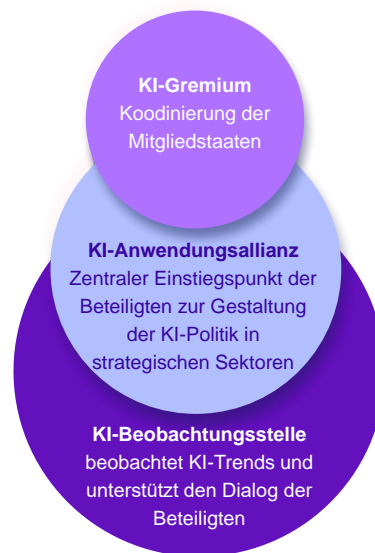 KI-Gremium
Koodinierung der
Mitgliedstaaten
KI-Anwendungsallianz
Zentraler Einstiegspunkt der
Beteiligten zur Gestaltung
der KI-Politik in
strategischen Sektoren
KI-Beobachtungsstelle
beobachtet KI-Trends und
unterstützt den Dialog der
Beteiligten